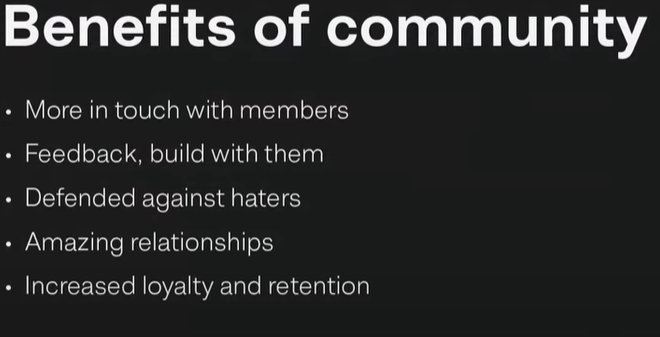 Benefits of community
• More in touch with members
• Feedback, build with them
• Defended against haters
• Amazing relationships
• Increased loyalty and retention